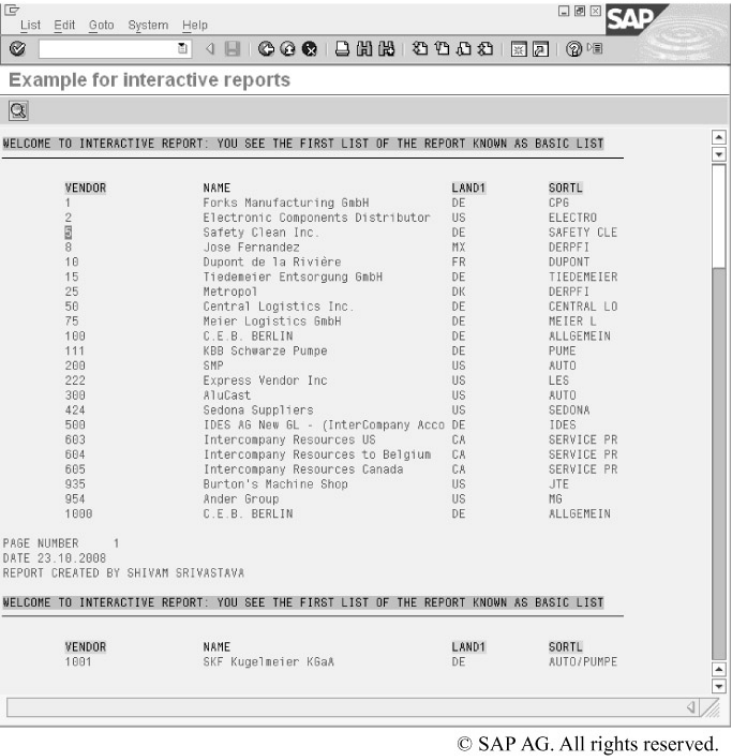 List Edit Goto System Help
SAP
Example for interactive reports
WELCOME TO INTERACTIVE REPORT: YOU SEE THE FIRST LIST OF THE REPORT KNOWN AS BASIC LIST
VENDOR NAME LAND1 SORTL
1 Forks Manufacturing GmbH DE CPG
2 Electronic Components Distributor US ELECTRO
5 Safety Clean Inc. DE SAFETY CLE
8 Jose Fernandez MX DERPFI
10 Dupont de la Rivière FR DUPONT
15 Tiedemeier Entsorgung GmbH DE TIEDEMEIER
25 Metropol DK DERPFI
50 Central Logistics Inc. DE CENTRAL LO
75 Meier Logistics GmbH DE MEIER L
100 C.E.B. BERLIN DE ALLGEMEIN
111 KBB Schwarze Pumpe DE PUME
200 SMP US AUTO
222 Express Vendor Inc US LES
300 AluCast US AUTO
424 Sedona Suppliers US SEDONA
500 IDES AG New GL - (InterCompany Acco DE IDES
603 Intercompany Resources US CA SERVICE PR
604 Intercompany Resources to Belgium CA SERVICE PR
605 Intercompany Resources Canada CA SERVICE PR
935 Burton's Machine Shop US JTE
954 Ander Group US MG
1000 C.E.B. BERLIN DE ALLGEMEIN
PAGE NUMBER 1
DATE 23.10.2008
REPORT CREATED BY SHIVAM SRIVASTAVA
WELCOME TO INTERACTIVE REPORT: YOU SEE THE FIRST LIST OF THE REPORT KNOWN AS BASIC LIST
VENDOR NAME LAND1 SORTL
1001 SKF Kugelmeier KGaA DE AUTO/PUMPE
© SAP AG. All rights reserved.